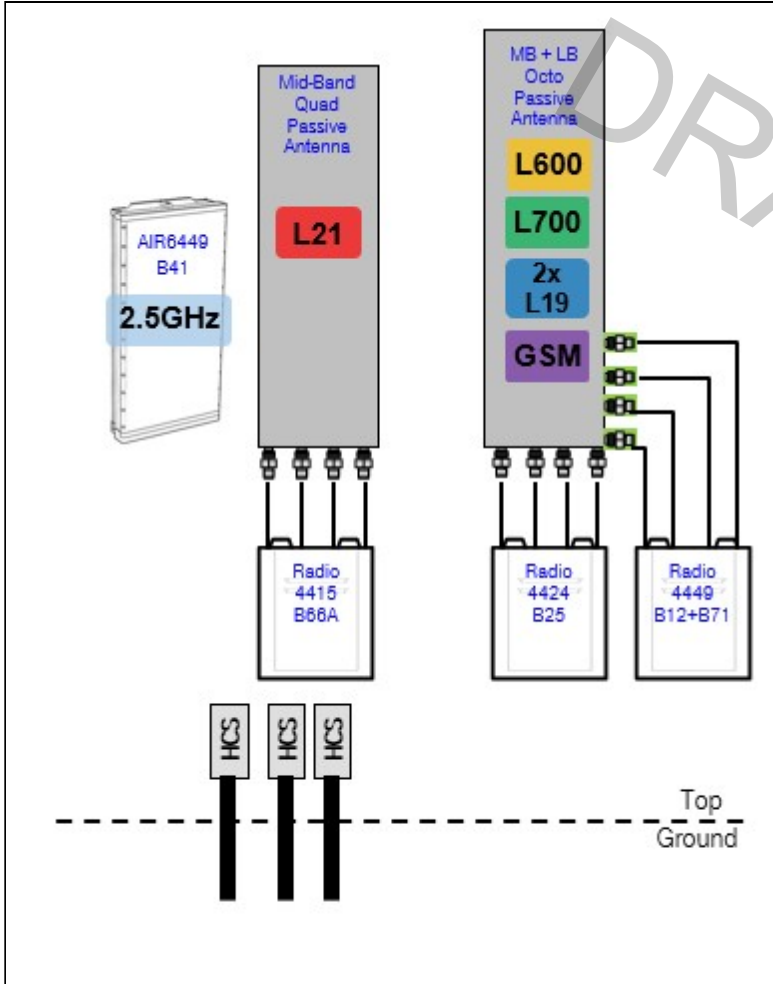 Mid-Band
Quad
Passive
Antenna
L21
MB + LB
Octo
Passive
Antenna
L600
L700
2x
L19
GSM
AIR6449
B41
2.5GHz
Radio
4415
B66A
Radio
4424
B25
Radio
4449
B12+B71
HCS
HCS
HCS
Top
Ground
DRA